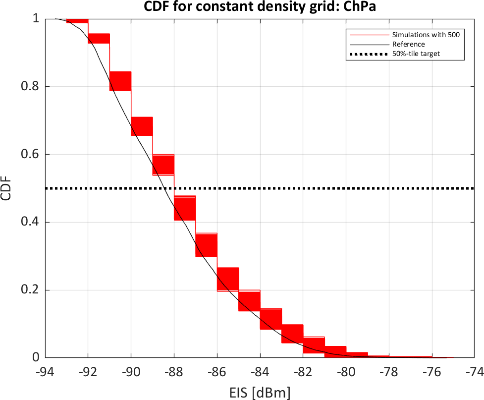 CDF for constant density grid: ChPa
Simulations with 500
Reference
50%-tile target
1
0.8
0.6
0.4
0.2
0
CDF
-94 -92 -90 -88 -86 -84 -82 -80 -78 -76 -74
EIS [dBm]